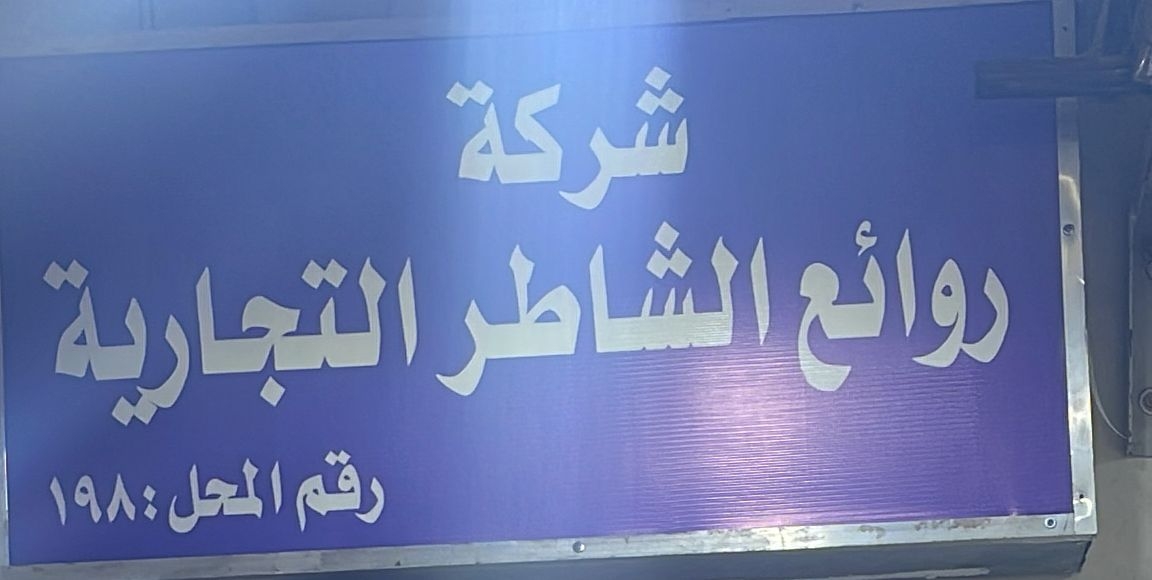 شركة
روائع الشاطر التجارية
رقم المحل : ١٩٨